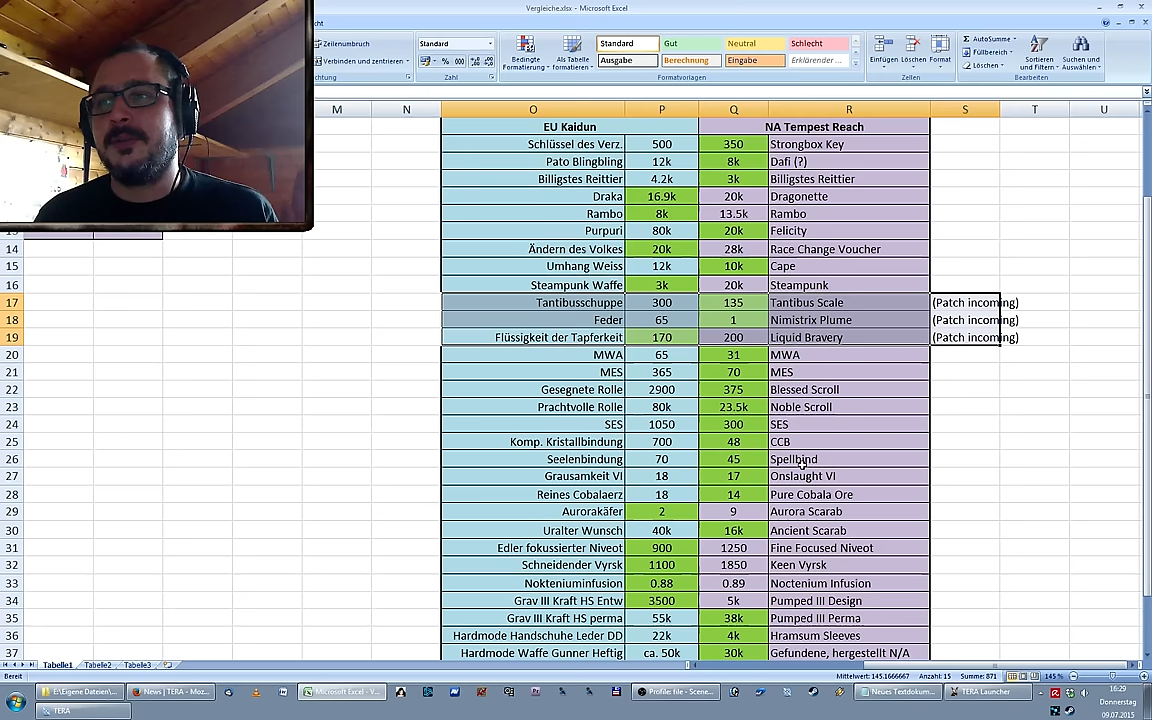 Vergleiche.xlsx - Microsoft Excel
Zeilenumbruch
Verbinden und zentrieren
Standard
Zahl
Bedingte Formatierung
Als Tabelle formatieren
Standard Gut Neutral Schlecht
Ausgabe Berechnung Eingabe Erklärender ...
Formatvorlagen
Einfügen Löschen Format
Zellen
AutoSumme
Füllbereich
Löschen
Sortieren und Filtern
Suchen und Auswählen
Bearbeiten
M N O P Q R S T U
EU Kaidun NA Tempest Reach
Schlüssel des Verz. 500 350 Strongbox Key
Pato Blingbling 12k 8k Dafi (?)
Billigstes Reittier 4.2k 3k Billigstes Reittier
Draka 16.9k 20k Dragonette
Rambo 8k 13.5k Rambo
Purpuri 80k 20k Felicity
14 Ändern des Volkes 20k 28k Race Change Voucher
15 Umhang Weiss 12k 10k Cape
16 Steampunk Waffe 3k 20k Steampunk
17 Tantibusschuppe 300 135 Tantibus Scale (Patch incoming)
18 Feder 65 1 Nimistrix Plume (Patch incoming)
19 Flüssigkeit der Tapferkeit 170 200 Liquid Bravery (Patch incoming)
20 MWA 65 31 MWA
21 MES 365 70 MES
22 Gesegnete Rolle 2900 375 Blessed Scroll
23 Prachtvolle Rolle 80k 23.5k Noble Scroll
24 SES 1050 300 SES
25 Komp. Kristallbindung 700 48 CCB
26 Seelenbindung 70 45 Spellbind
27 Grausamkeit VI 18 17 Onslaught VI
28 Reines Cobalaerz 18 14 Pure Cobala Ore
29 Aurorakäfer 2 9 Aurora Scarab
30 Uralter Wunsch 40k 16k Ancient Scarab
31 Edler fokussierter Niveot 900 1250 Fine Focused Niveot
32 Schneidender Vyrsk 1100 1850 Keen Vyrsk
33 Nokteniuminfusion 0.88 0.89 Noctenium Infusion
34 Grav III Kraft HS Entw 3500 5k Pumped III Design
35 Grav III Kraft HS perma 55k 38k Pumped III Perma
36 Hardmode Handschuhe Leder DD 22k 4k Hramsum Sleeves
37 Hardmode Waffe Gunner Heftig ca. 50k 30k Gefundene, hergestellt N/A
Tabelle1 Tabelle2 Tabelle3
Bereit Mittelwert: 145.1666667 Anzahl: 15 Summe: 871 145 %
E:\Eigene Dateien\... News | TERA - Moz... Microsoft Excel - V... Profile: file - Scene... Neues Textdokum... TERA Launcher
TERA
16:29
Donnerstag
09.07.2015